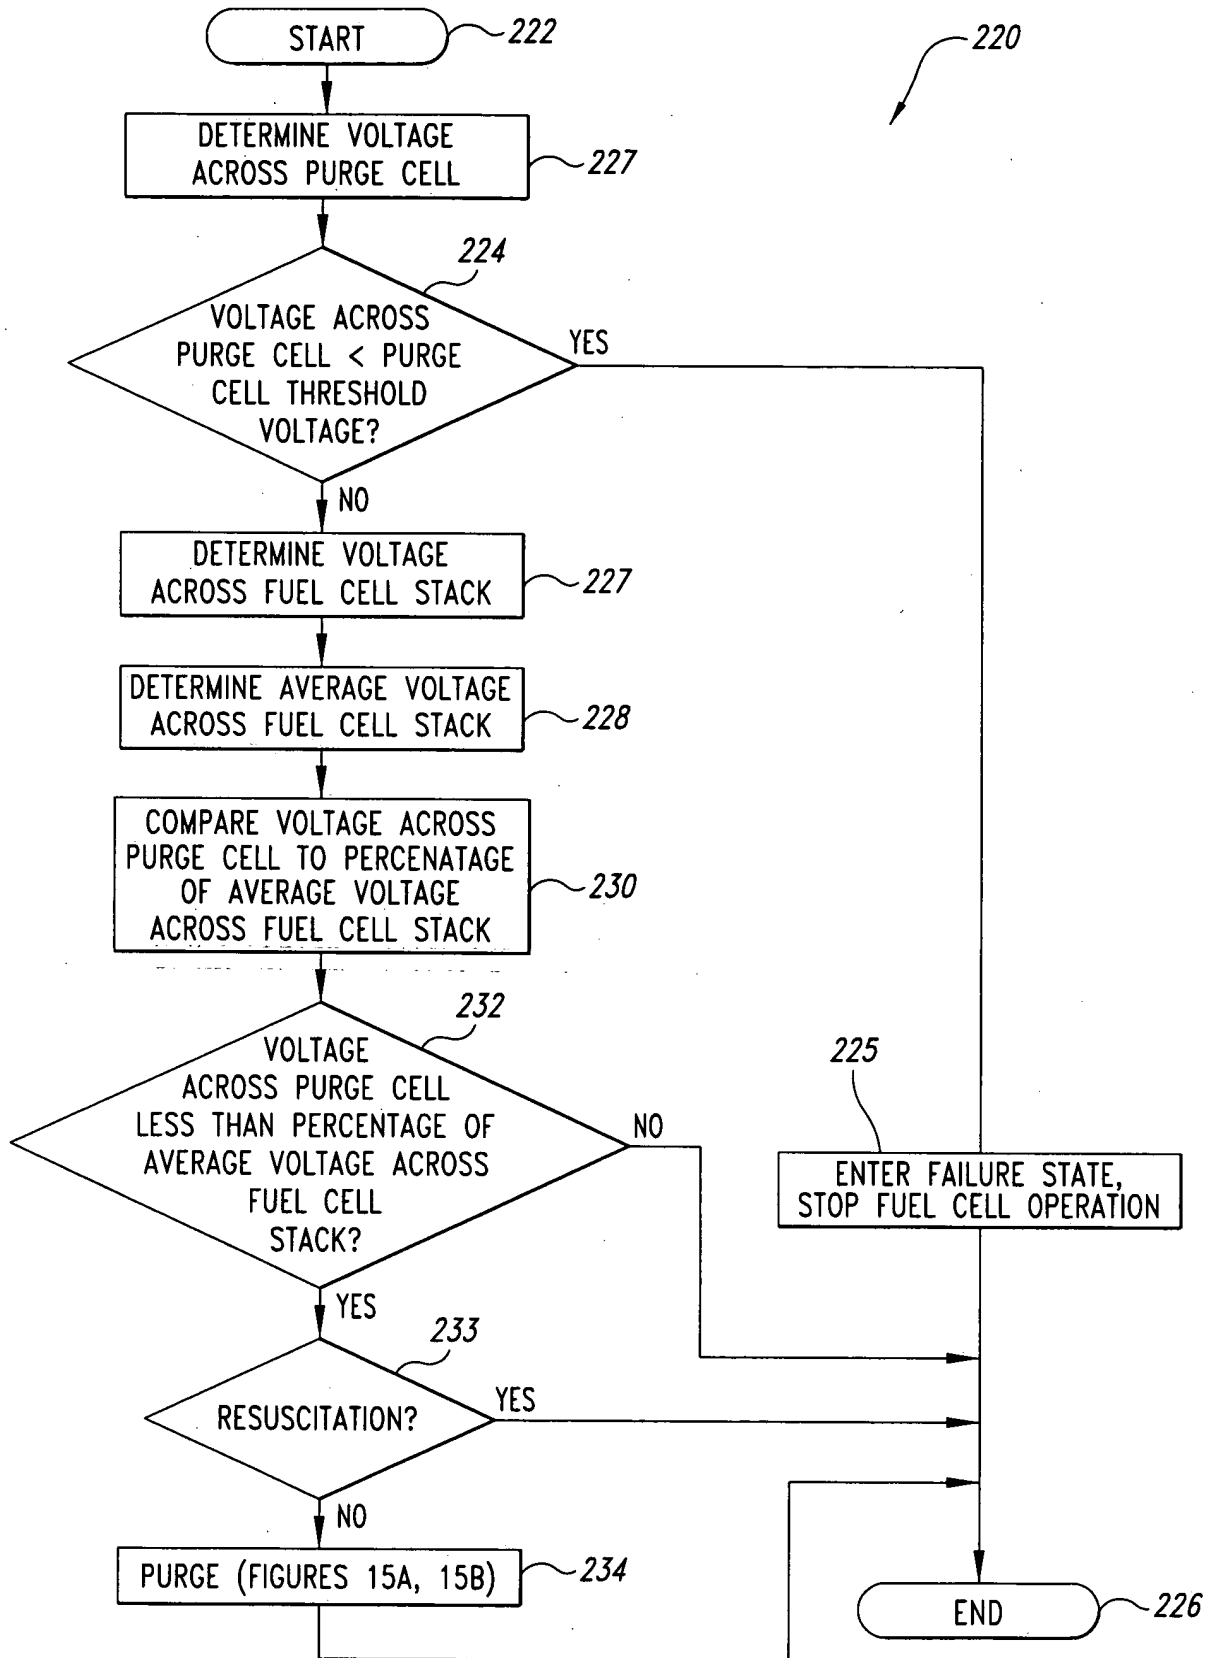 START
222
220
DETERMINE VOLTAGE
ACROSS PURGE CELL
227
224
VOLTAGE ACROSS
PURGE CELL < PURGE
CELL THRESHOLD
VOLTAGE?
YES
NO
DETERMINE VOLTAGE
ACROSS FUEL CELL STACK
227
DETERMINE AVERAGE VOLTAGE
ACROSS FUEL CELL STACK
228
COMPARE VOLTAGE ACROSS
PURGE CELL TO PERCENATAGE
OF AVERAGE VOLTAGE
ACROSS FUEL CELL STACK
230
232
VOLTAGE
ACROSS PURGE CELL
LESS THAN PERCENTAGE OF
AVERAGE VOLTAGE ACROSS
FUEL CELL
STACK?
NO
225
ENTER FAILURE STATE,
STOP FUEL CELL OPERATION
YES
233
RESUSCITATION?
YES
NO
PURGE (FIGURES 15A, 15B)
234
END
226